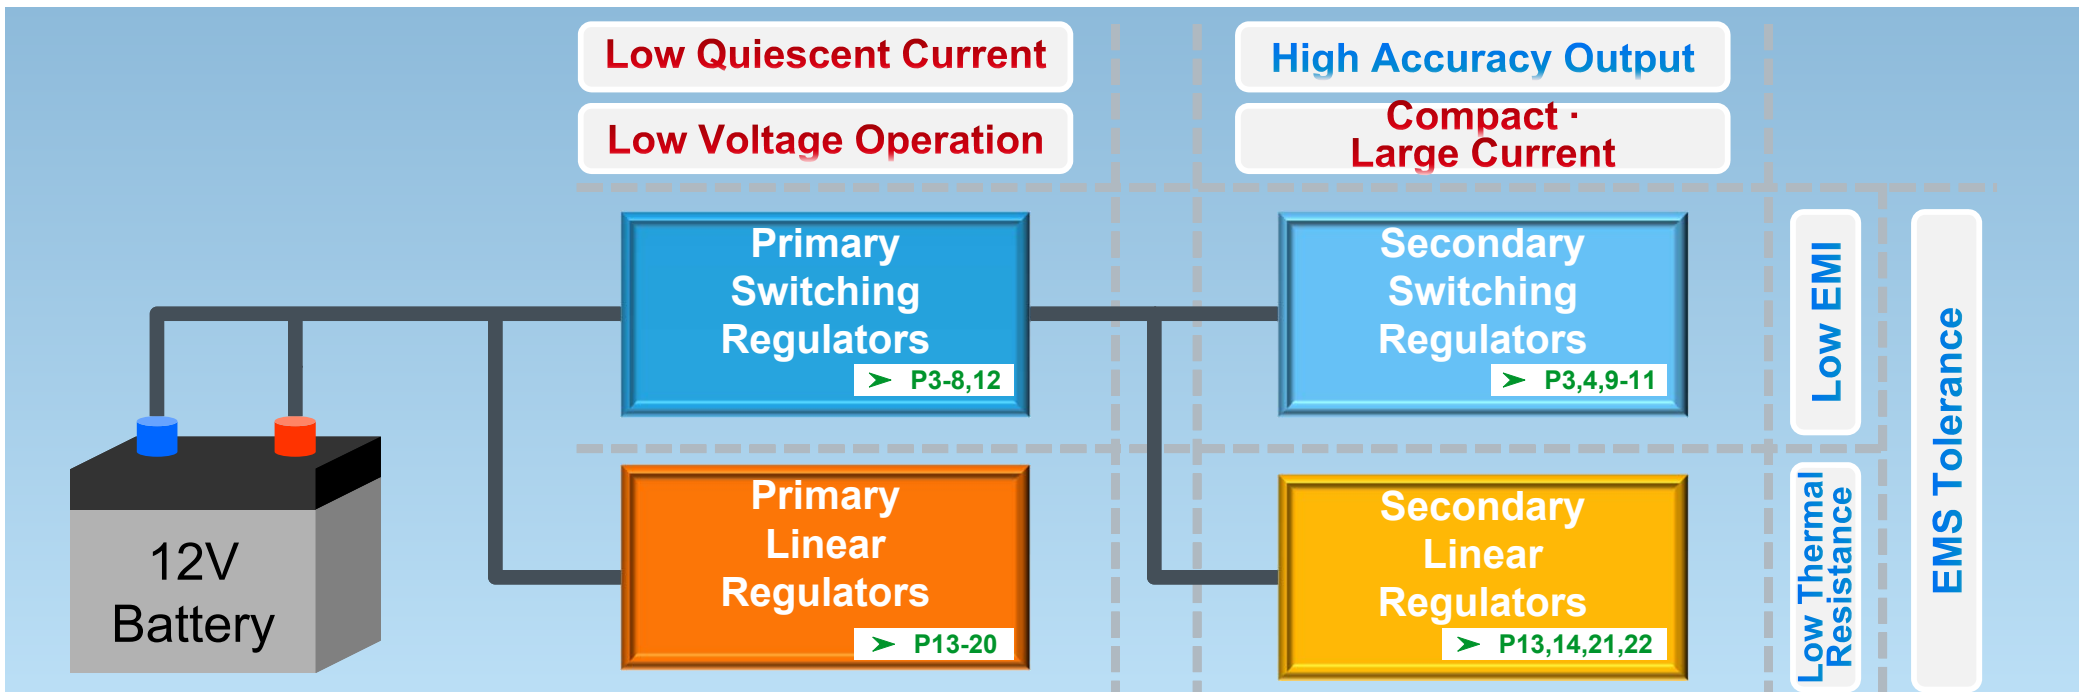 Low Quiescent Current
High Accuracy Output
Low Voltage Operation
Compact ·
Large Current
Primary
Switching
Regulators
➢ P3-8,12
Secondary
Switching
Regulators
➢ P3,4,9-11
Low EMI
EMS Tolerance
12V
Battery
Primary
Linear
Regulators
➢ P13-20
Secondary
Linear
Regulators
➢ P13,14,21,22
Low Thermal
Resistance